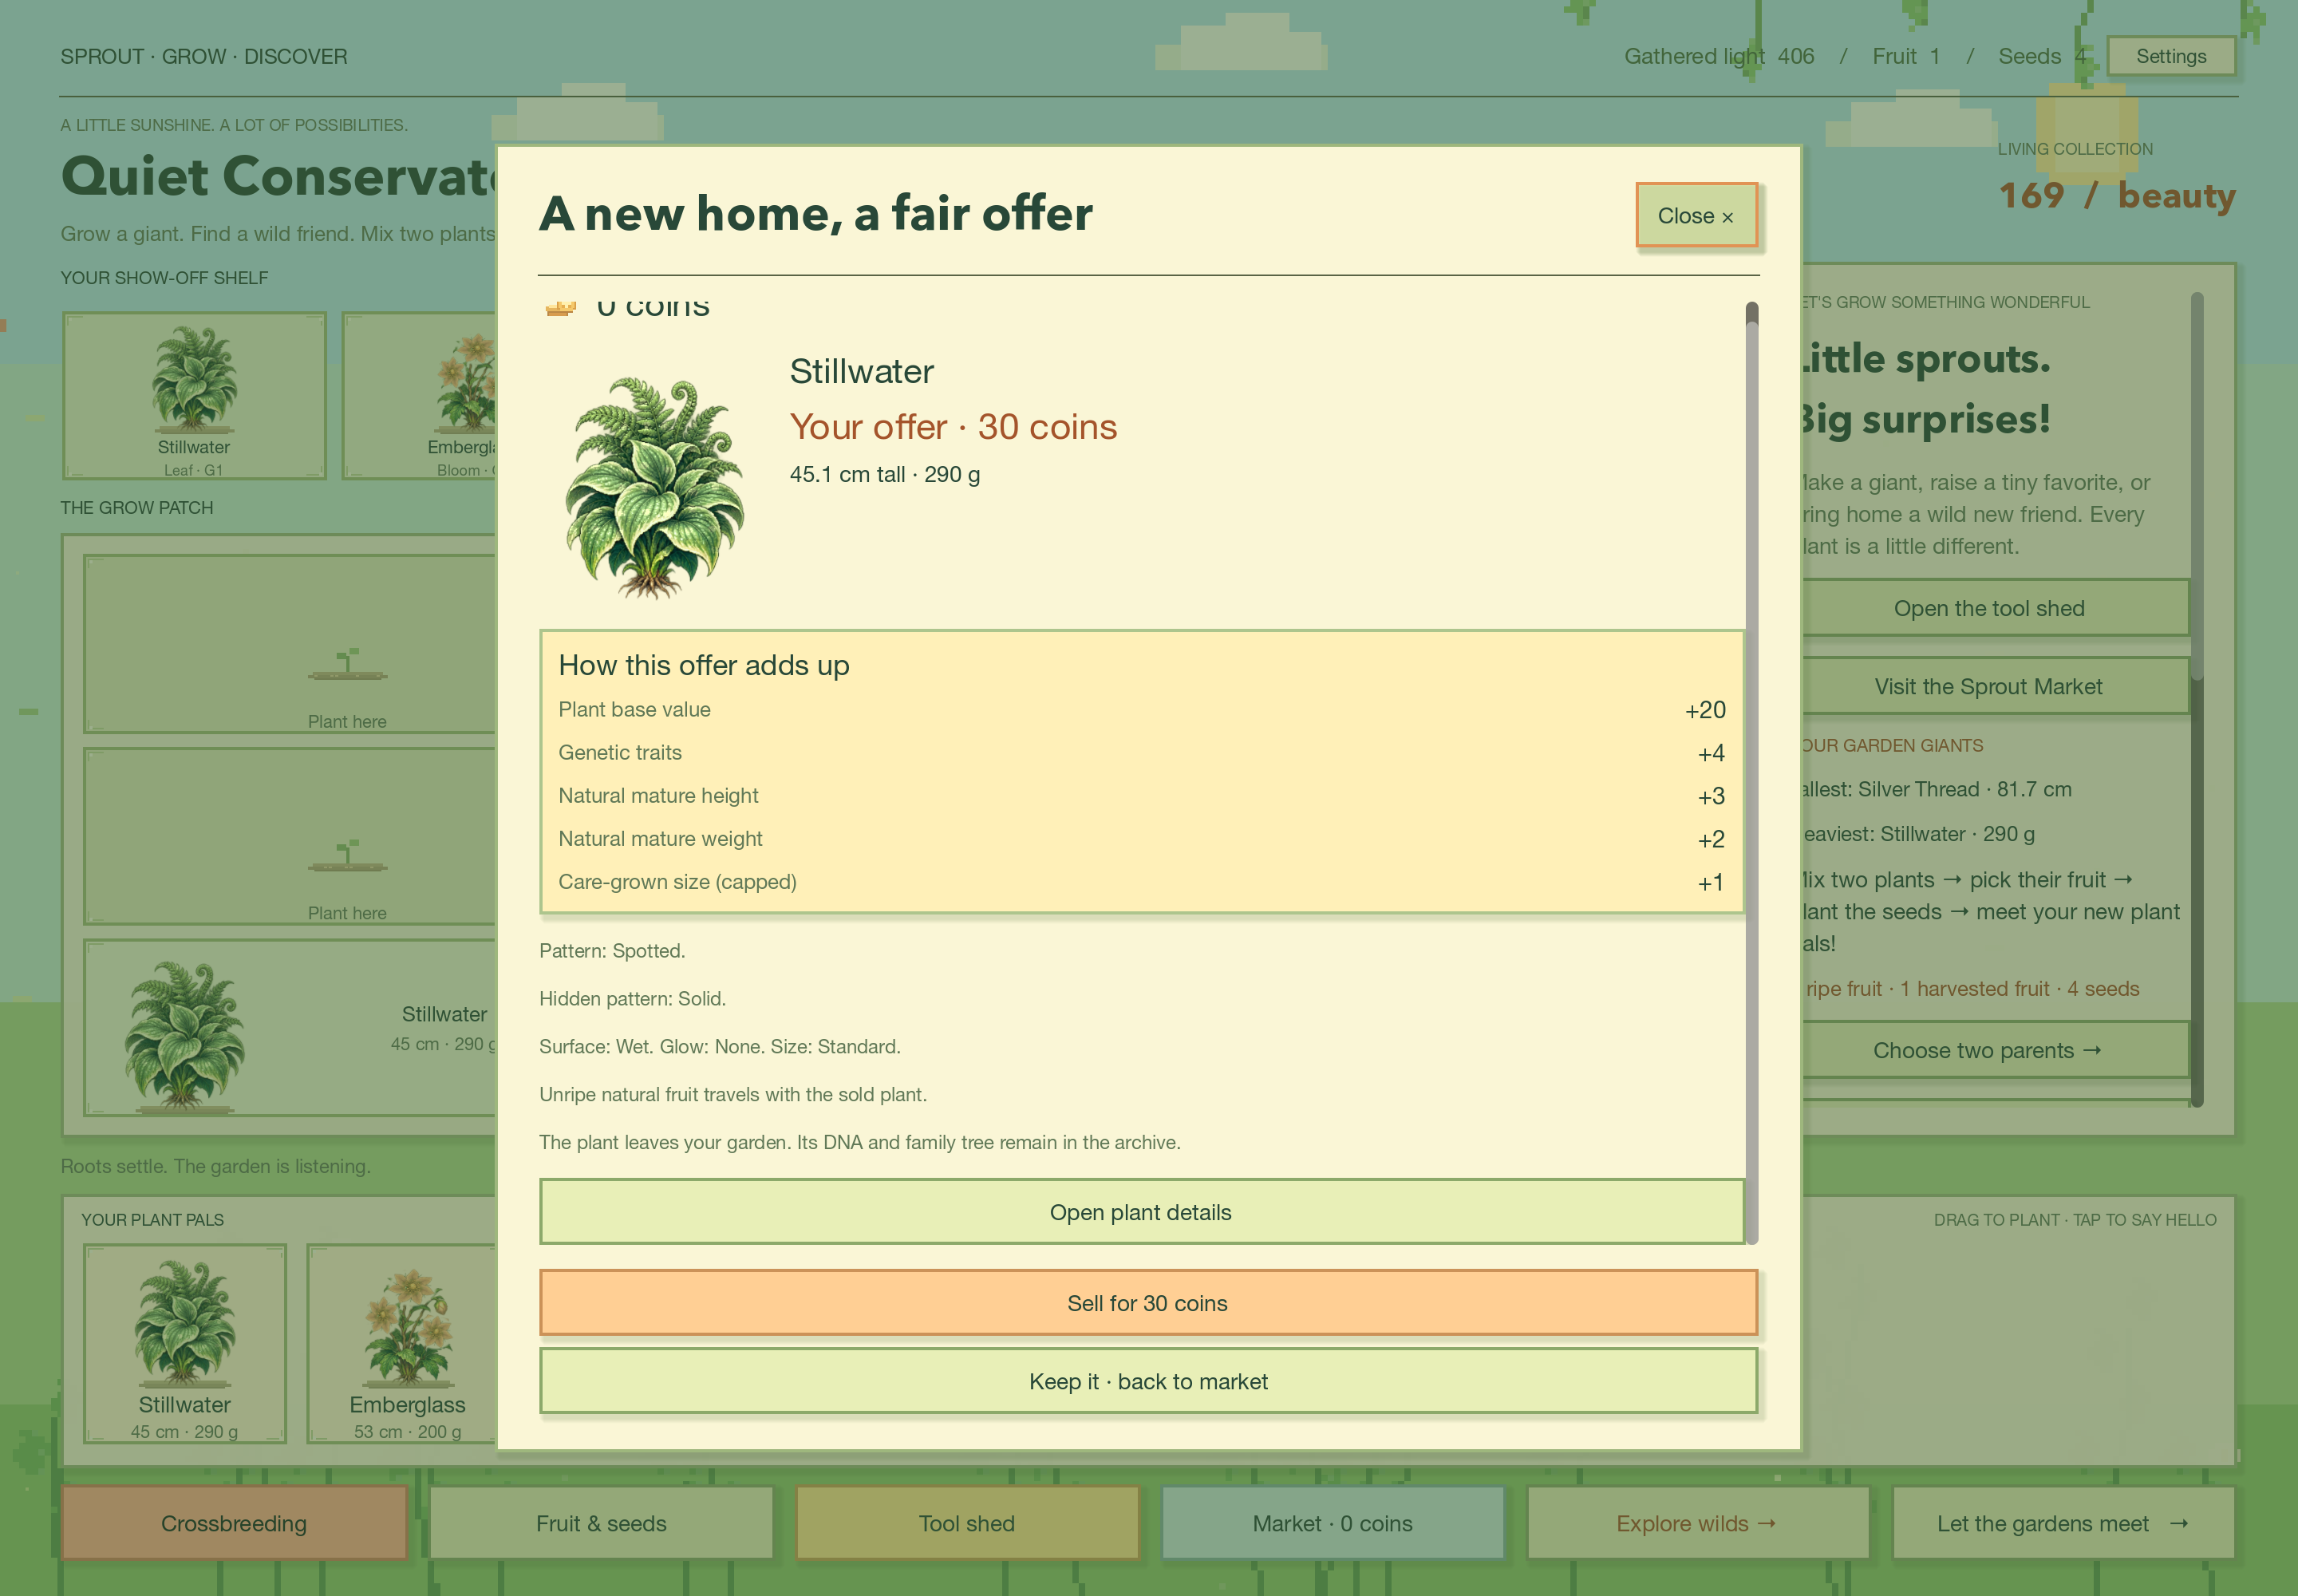 SPROUT · GROW · DISCOVER
Gathered light 406 / Fruit 1 / Seeds 4
Settings
A LITTLE SUNSHINE. A LOT OF POSSIBILITIES.
Quiet Conservat
LIVING COLLECTION
169 / beauty
Grow a giant. Find a wild friend. Mix two plants
YOUR SHOW-OFF SHELF
Stillwater
Leaf · G1
Embergl
Bloom ·
THE GROW PATCH
Plant here
Plant here
Stillwater
45 cm · 290 g
Roots settle. The garden is listening.
A new home, a fair offer
Close ×
0 coins
Stillwater
Your offer · 30 coins
45.1 cm tall · 290 g
How this offer adds up
Plant base value +20
Genetic traits +4
Natural mature height +3
Natural mature weight +2
Care-grown size (capped) +1
Pattern: Spotted.
Hidden pattern: Solid.
Surface: Wet. Glow: None. Size: Standard.
Unripe natural fruit travels with the sold plant.
The plant leaves your garden. Its DNA and family tree remain in the archive.
Open plant details
Sell for 30 coins
Keep it · back to market
ET'S GROW SOMETHING WONDERFUL
Little sprouts.
Big surprises!
ake a giant, raise a tiny favorite, or
ring home a wild new friend. Every
lant is a little different.
Open the tool shed
Visit the Sprout Market
OUR GARDEN GIANTS
allest: Silver Thread · 81.7 cm
eaviest: Stillwater · 290 g
ix two plants → pick their fruit →
lant the seeds → meet your new plant
als!
ripe fruit · 1 harvested fruit · 4 seeds
Choose two parents →
YOUR PLANT PALS
DRAG TO PLANT · TAP TO SAY HELLO
Stillwater
45 cm · 290 g
Emberglass
53 cm · 200 g
Crossbreeding
Fruit & seeds
Tool shed
Market · 0 coins
Explore wilds →
Let the gardens meet →